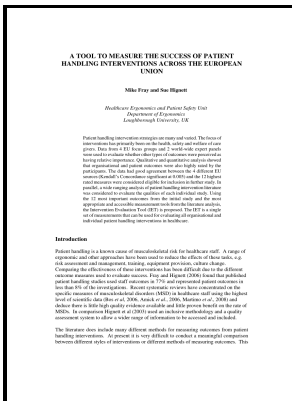 A TOOL TO MEASURE THE SUCCESS OF PATIENT
HANDLING INTERVENTIONS ACROSS THE EUROPEAN
UNION
Mike Fray and Sue Hignett
Healthcare Ergonomics and Patient Safety Unit
Department of Ergonomics
Loughborough University, UK
Patient handling intervention strategies are many and varied. The focus of
interventions has primarily been on the health, safety and welfare of care
givers. Data from 4 EU focus groups and 2 world-wide expert panels
were used to evaluate whether other types of outcomes were perceived as
having relative importance. Qualitative and quantitative analysis showed
that organisational and patient outcomes were also highly rated by the
participants. The data had good agreement between the 4 different EU
sources (Kendall's Concordance significant at 0.005) and the 12 highest
rated measures were considered eligible for inclusion in further study. In
parallel, a wide ranging analysis of patient handling intervention literature
was considered to evaluate the qualities of each individual study. Using
the 12 most important outcomes from the initial study and the most
appropriate and accessible measurement tools from the literature analysis,
the Intervention Evaluation Tool (IET) is proposed. The IET is a single
set of measurements that can be used for evaluating all organisational and
individual patient handling interventions in healthcare.
Introduction
Patient handling is a known cause of musculoskeletal risk for healthcare staff. A range of
ergonomic and other approaches have been used to reduce the effects of these tasks, e.g.
risk assessment and management, training, equipment provision, culture change.
Comparing the effectiveness of these interventions has been difficult due to the different
outcome measures used to evaluate success. Fray and Hignett (2006) found that published
patient handling studies used staff outcomes in 77% and represented patient outcomes in
less than 8% of the investigations. Recent systematic reviews have concentrated on the
specific measures of musculoskeletal disorders (MSD) in healthcare staff using the highest
level of scientific data (Bos et al, 2006, Amick et al, 2006, Martimo et al, 2008) and
deduce there is little high quality evidence available and little proven benefit on the rate of
MSDs. In comparison Hignett et al (2003) used an inclusive methodology and a quality
assessment system to allow a wider range of information to be accessed and included.
The literature does include many different methods for measuring outcomes from patient
handling interventions. At present it is very difficult to conduct a meaningful comparison
between different styles of interventions or different methods of measuring outcomes. This